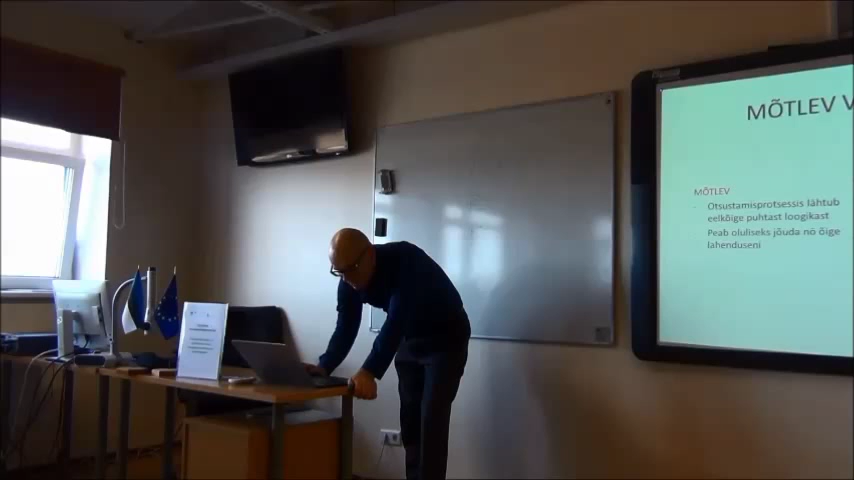 MÕTLEV V
MÕTLEV
Otsustamisprotsessis lähtub
eelkõige puhtast loogikast
Peab oluliseks jõuda nö õige
lahenduseni